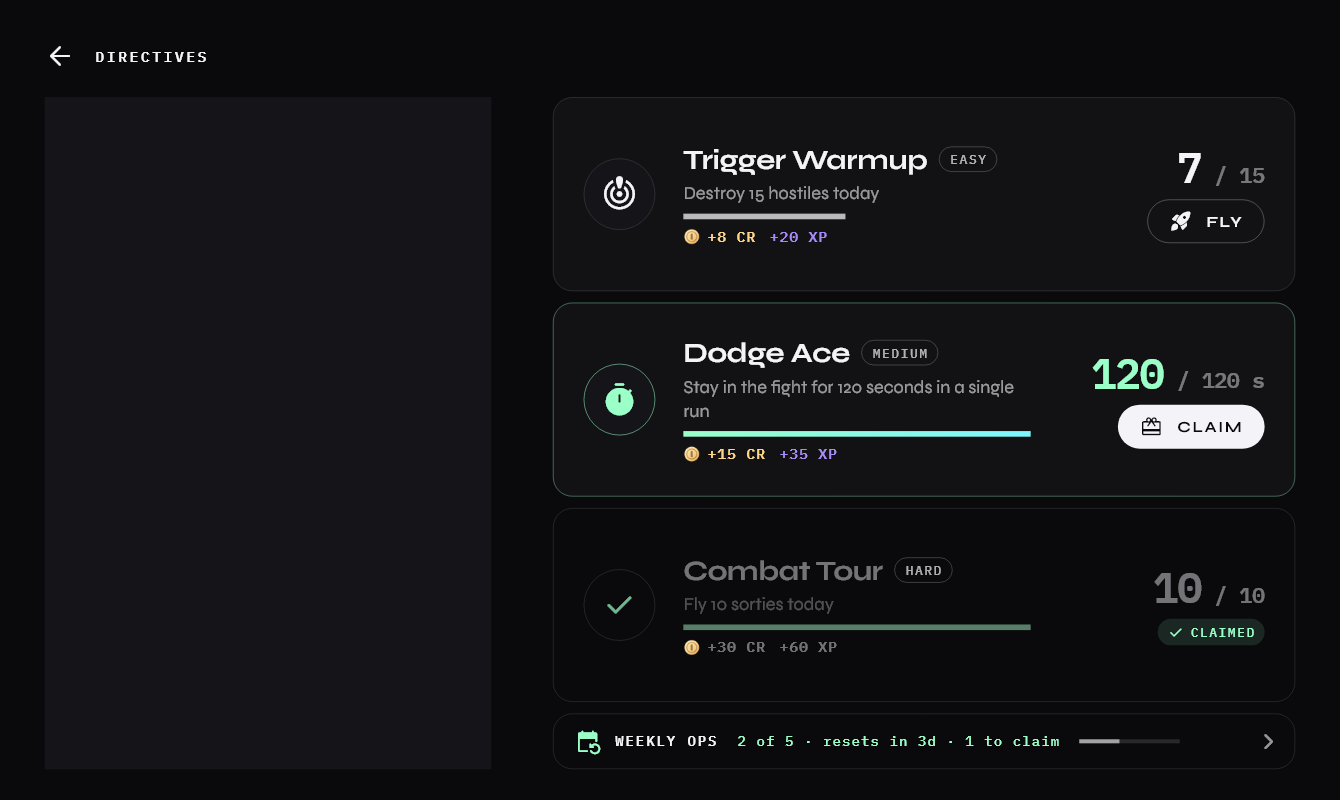 DIRECTIVES
Trigger Warmup EASY
Destroy 15 hostiles today
+8 CR +20 XP
7 / 15
FLY
Dodge Ace MEDIUM
Stay in the fight for 120 seconds in a single
run
+15 CR +35 XP
120 / 120 s
CLAIM
Combat Tour HARD
Fly 10 sorties today
+30 CR +60 XP
10 / 10
CLAIMED
WEEKLY OPS 2 of 5 · resets in 3d · 1 to claim